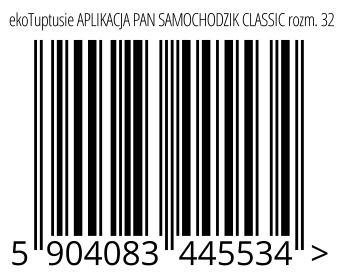 ekoTuptusie APLIKACJA PAN SAMOCHODZIK CLASSIC rozm. 32
5 904083 445534 >